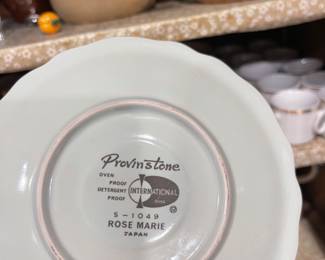 Provinstone
OVEN
PROOF
DETERGENT
PROOF
INTERNATIONAL
S-1049
ROSE MARIE
JAPAN